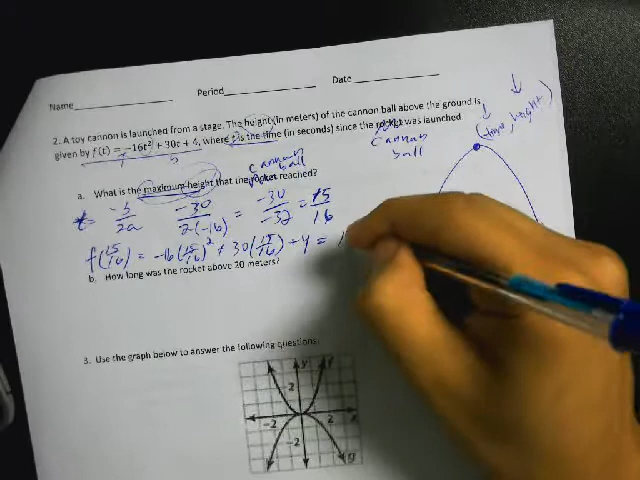 Name Period Date
2. A toy cannon is launched from a stage. The height (in meters) of the cannon ball above the ground is
given by f(t) = −16t² + 30t + 4, where t is the time (in seconds) since the rocket was launched
(time, height)
cannon
ball
cannon
ball
a. What is the maximum height that the rocket reached?
t = -b/2a -30/2(-16) = -30/-32 = 15/16
f(15/16) = -16(15/16)² + 30(15/16) + 4 = 1
b. How long was the rocket above 20 meters?
3. Use the graph below to answer the following questions:
y f
2
-2 2 x
-2
g